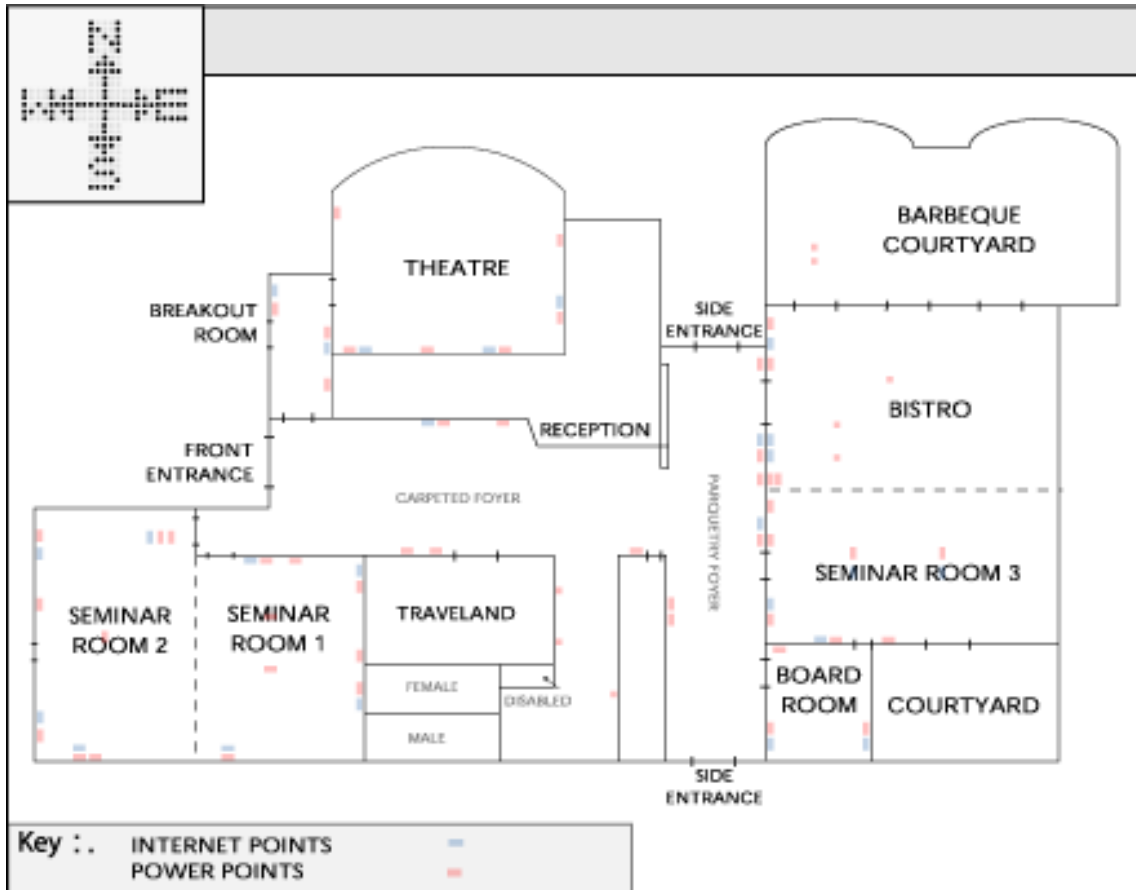 N
W E
S
BARBEQUE
COURTYARD
THEATRE
BREAKOUT
ROOM
SIDE
ENTRANCE
BISTRO
RECEPTION
FRONT
ENTRANCE
CARPETED FOYER
PARQUETRY FOYER
SEMINAR ROOM 3
SEMINAR
ROOM 2
SEMINAR
ROOM 1
TRAVELAND
FEMALE
DISABLED
MALE
BOARD
ROOM
COURTYARD
SIDE
ENTRANCE
Key :.
INTERNET POINTS
POWER POINTS